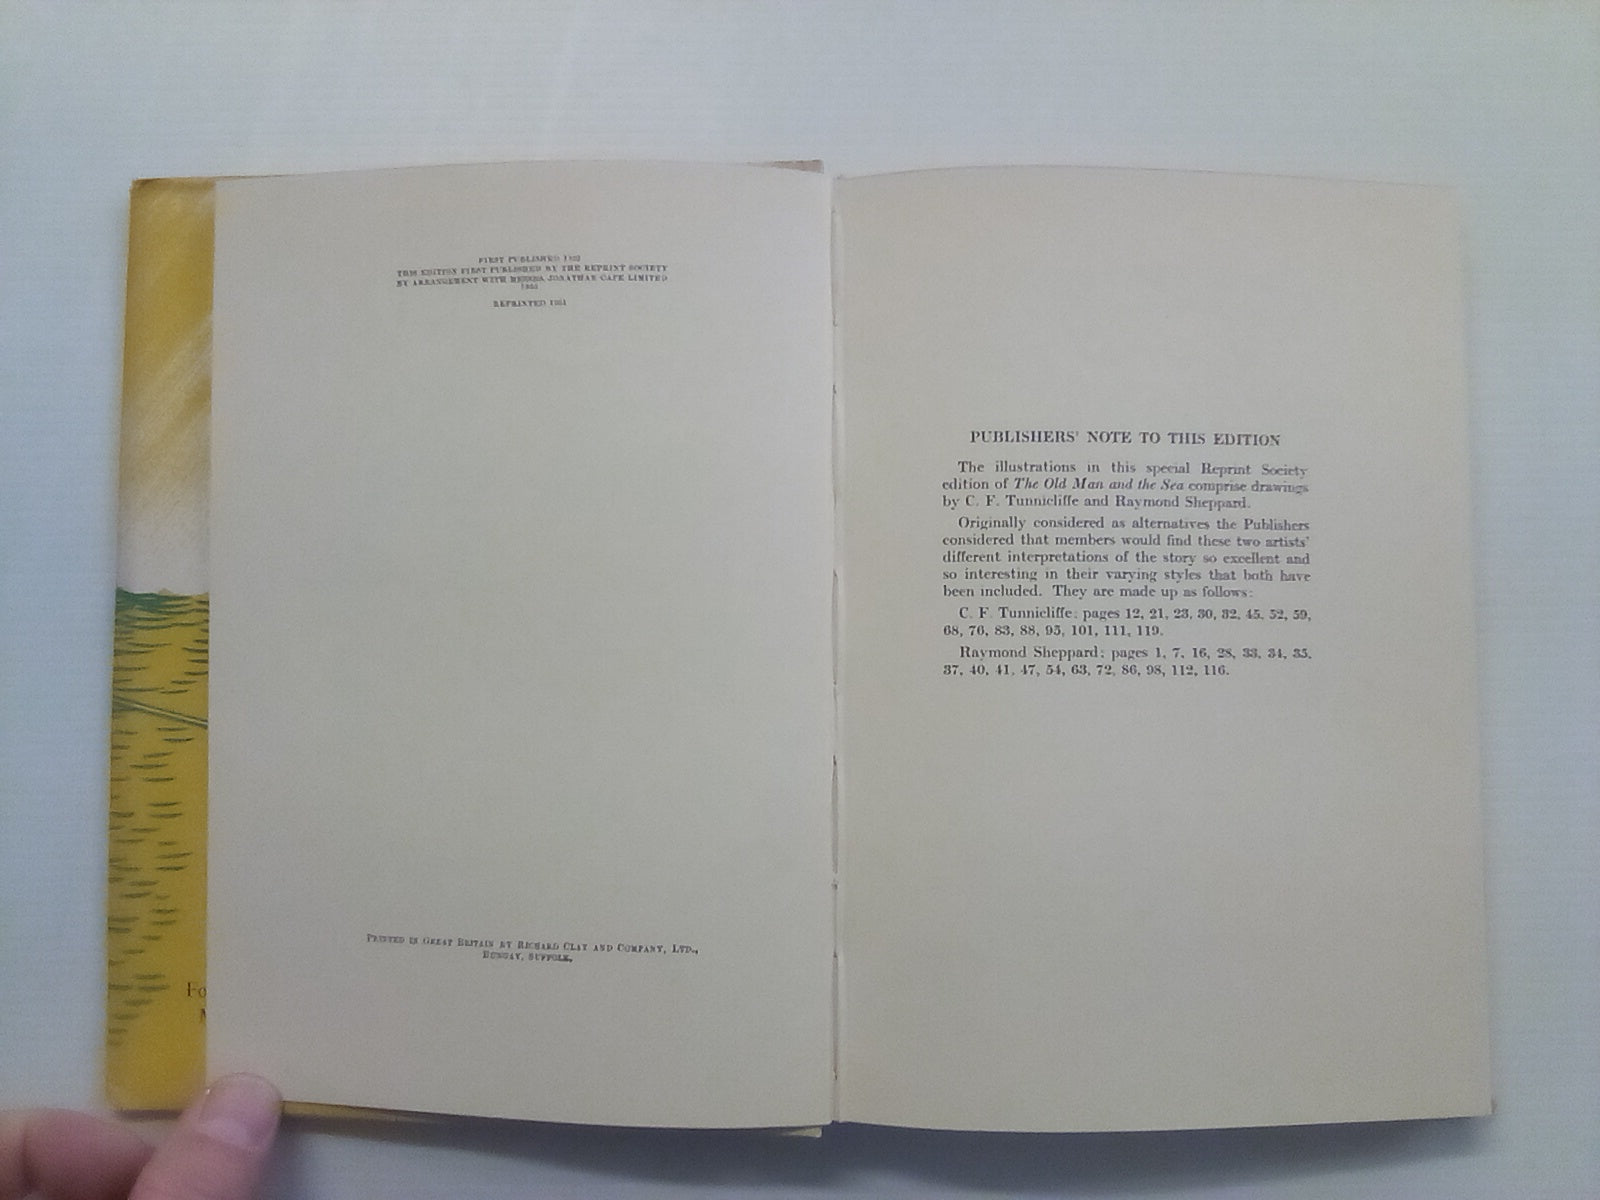 FIRST PUBLISHED 1952
THIS EDITION FIRST PUBLISHED BY THE REPRINT SOCIETY
BY ARRANGEMENT WITH MESSRS. JONATHAN CAPE LIMITED
REPRINTED
PRINTED IN GREAT BRITAIN BY RICHARD CLAY AND COMPANY, LTD.,
BUNGAY, SUFFOLK.
Fo
PUBLISHERS' NOTE TO THIS EDITION
The illustrations in this special Reprint Society
edition of The Old Man and the Sea comprise drawings
by C. F. Tunnicliffe and Raymond Sheppard.
Originally considered as alternatives the Publishers
considered that members would find these two artists'
different interpretations of the story so excellent and
so interesting in their varying styles that both have
been included. They are made up as follows:
C. F. Tunnicliffe: pages 12, 21, 23, 30, 32, 45, 52, 59,
68, 76, 83, 88, 95, 101, 111, 119.
Raymond Sheppard: pages 1, 7, 16, 28, 33, 34, 35,
37, 40, 41, 47, 54, 63, 72, 86, 98, 112, 116.